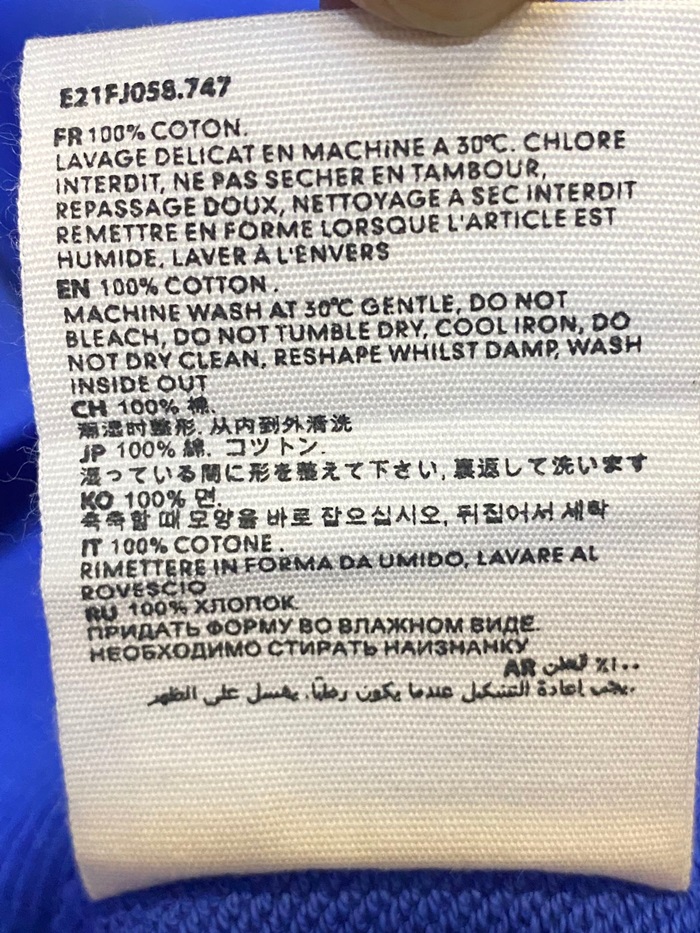 E21FJ058.747
FR 100% COTON.
LAVAGE DELICAT EN MACHINE A 30°C. CHLORE
INTERDIT, NE PAS SECHER EN TAMBOUR,
REPASSAGE DOUX, NETTOYAGE A SEC INTERDIT
REMETTRE EN FORME LORSQUE L'ARTICLE EST
HUMIDE, LAVER À L'ENVERS
EN 100% COTTON.
MACHINE WASH AT 30°C GENTLE, DO NOT
BLEACH, DO NOT TUMBLE DRY, COOL IRON, DO
NOT DRY CLEAN, RESHAPE WHILST DAMP, WASH
INSIDE OUT
CH 100% 棉.
潮湿时整形. 从内到外清洗
JP 100% 綿. コットン.
湿っている間に形を整えて下さい, 裏返して洗います
KO 100% 면.
축축할 때 모양을 바로 잡으십시오, 뒤집어서 세탁
IT 100% COTONE.
RIMETTERE IN FORMA DA UMIDO, LAVARE AL
ROVESCIO
RU 100% ХЛОПОК.
ПРИДАТЬ ФОРМУ ВО ВЛАЖНОМ ВИДЕ.
НЕОБХОДИМО СТИРАТЬ НАИЗНАНКУ
AR ١٠٠٪ قطن
يجب إعادة التشكيل عندما يكون رطبًا. يغسل على الظهر.